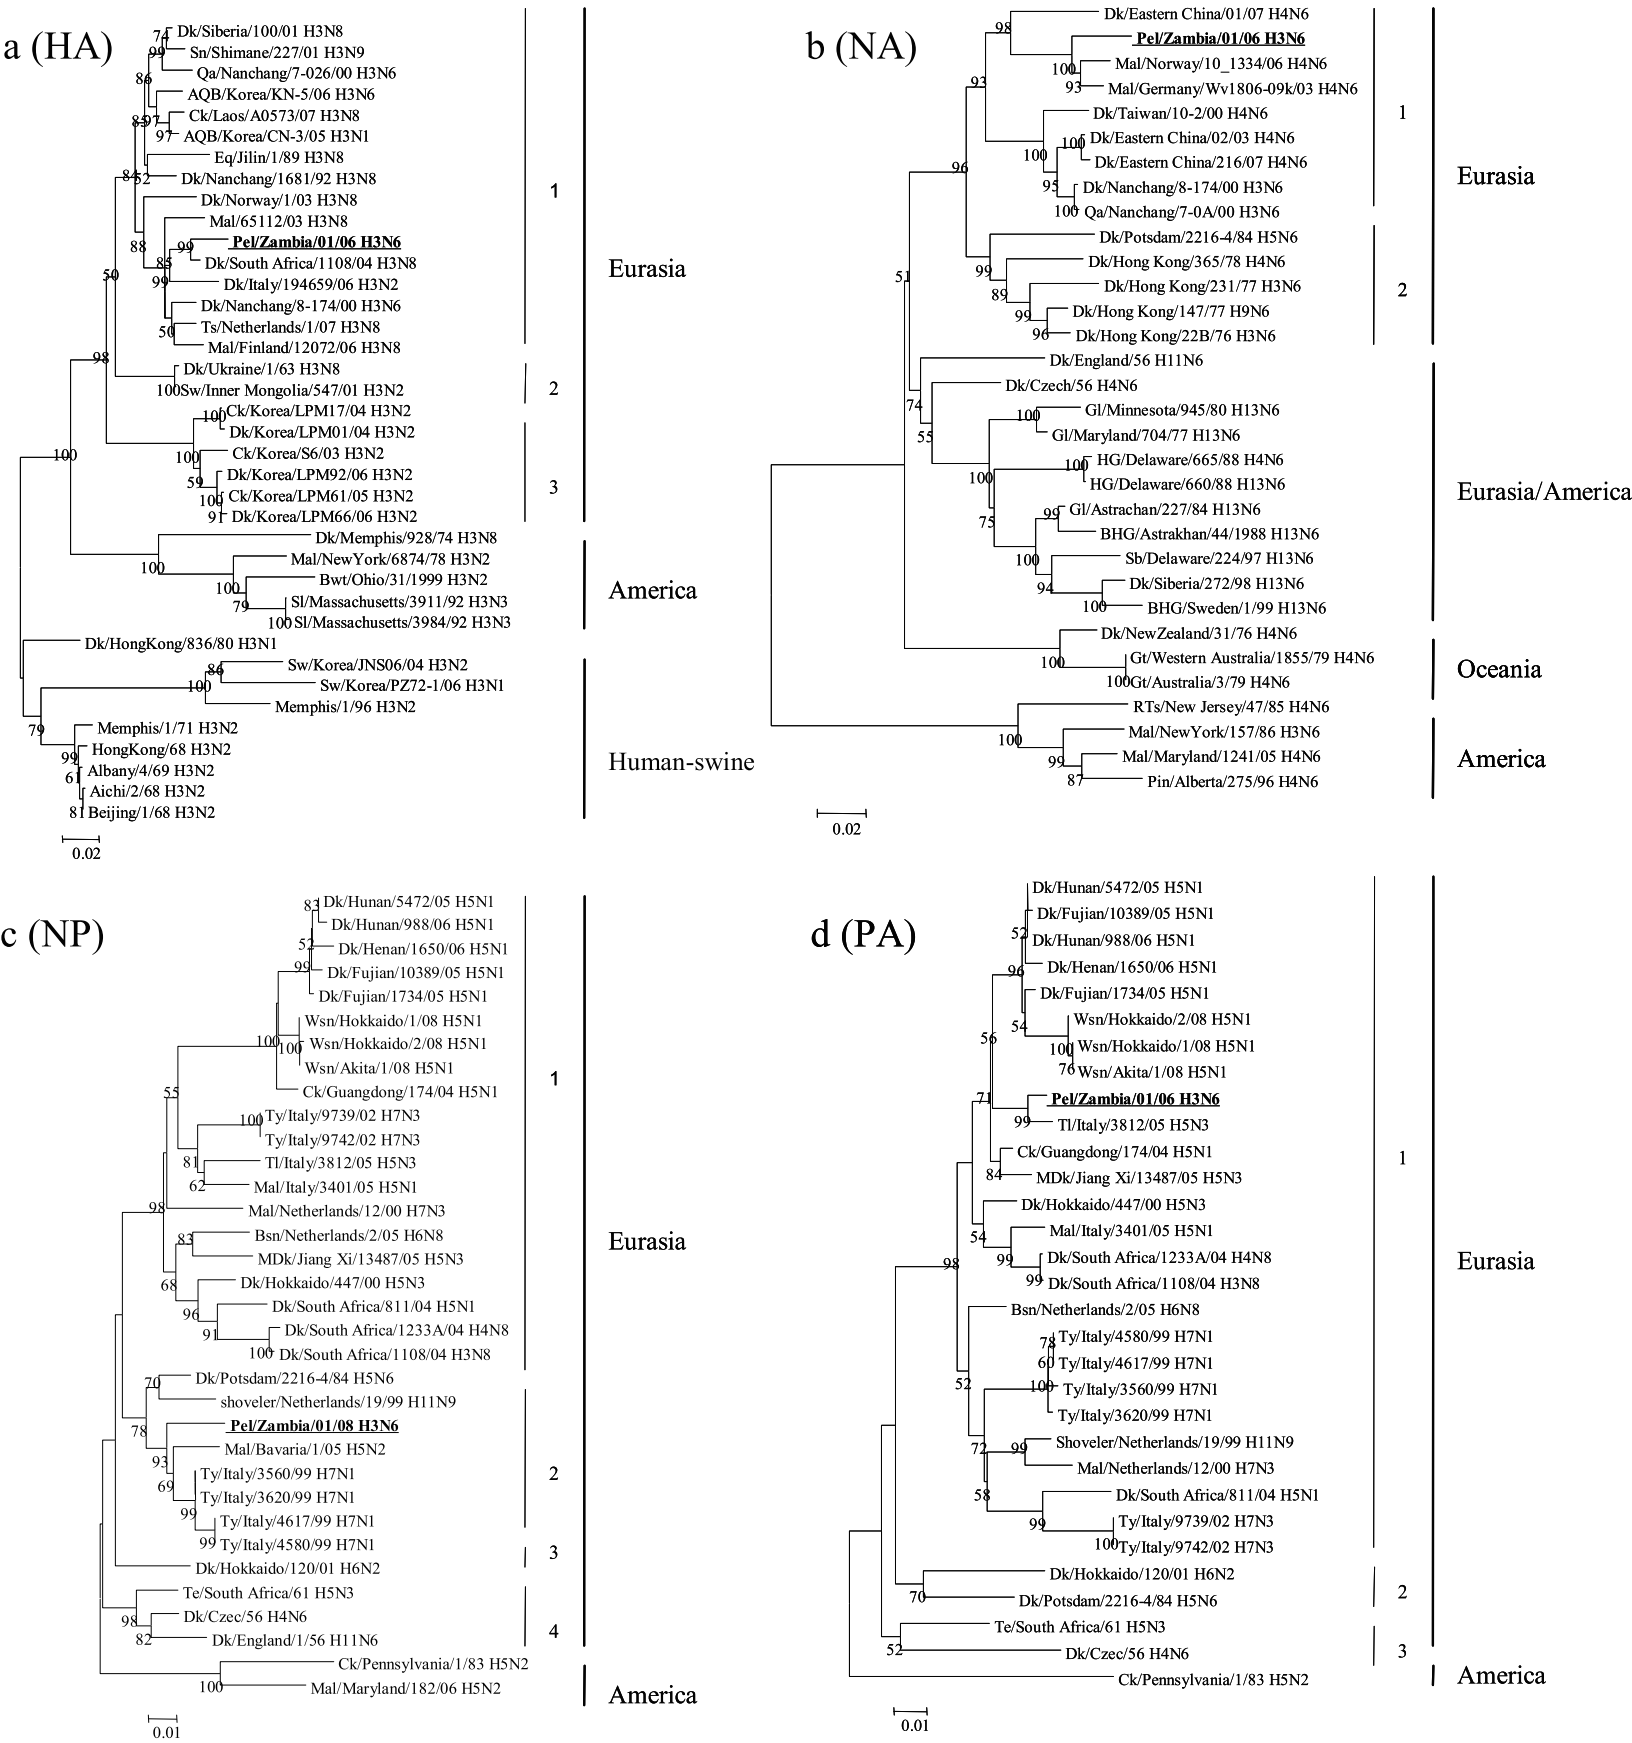 a (HA)
74
Dk/Siberia/100/01 H3N8
99
Sn/Shimane/227/01 H3N9
86
Qa/Nanchang/7-026/00 H3N6
AQB/Korea/KN-5/06 H3N6
85
97
Ck/Laos/A0573/07 H3N8
97
AQB/Korea/CN-3/05 H3N1
Eq/Jilin/1/89 H3N8
84
52
Dk/Nanchang/1681/92 H3N8
1
Dk/Norway/1/03 H3N8
Mal/65112/03 H3N8
88
99
Pel/Zambia/01/06 H3N6
85
Dk/South Africa/1108/04 H3N8
Eurasia
50
99
Dk/Italy/194659/06 H3N2
Dk/Nanchang/8-174/00 H3N6
50
Ts/Netherlands/1/07 H3N8
Mal/Finland/12072/06 H3N8
98
Dk/Ukraine/1/63 H3N8
100
Sw/Inner Mongolia/547/01 H3N2
2
100
Ck/Korea/LPM17/04 H3N2
Dk/Korea/LPM01/04 H3N2
100
100
Ck/Korea/S6/03 H3N2
59
Dk/Korea/LPM92/06 H3N2
3
100
Ck/Korea/LPM61/05 H3N2
91
Dk/Korea/LPM66/06 H3N2
Dk/Memphis/928/74 H3N8
100
Mal/NewYork/6874/78 H3N2
100
Bwt/Ohio/31/1999 H3N2
America
79
Sl/Massachusetts/3911/92 H3N3
100
Sl/Massachusetts/3984/92 H3N3
Dk/HongKong/836/80 H3N1
86
Sw/Korea/JNS06/04 H3N2
100
Sw/Korea/PZ72-1/06 H3N1
Memphis/1/96 H3N2
79
Memphis/1/71 H3N2
99
HongKong/68 H3N2
Human-swine
61
Albany/4/69 H3N2
Aichi/2/68 H3N2
81
Beijing/1/68 H3N2
0.02
b (NA)
98
Dk/Eastern China/01/07 H4N6
Pel/Zambia/01/06 H3N6
100
Mal/Norway/10_1334/06 H4N6
93
93
Mal/Germany/Wv1806-09k/03 H4N6
Dk/Taiwan/10-2/00 H4N6
1
100
Dk/Eastern China/02/03 H4N6
100
Dk/Eastern China/216/07 H4N6
96
95
Dk/Nanchang/8-174/00 H3N6
Eurasia
100
Qa/Nanchang/7-0A/00 H3N6
Dk/Potsdam/2216-4/84 H5N6
99
Dk/Hong Kong/365/78 H4N6
51
89
Dk/Hong Kong/231/77 H3N6
2
99
Dk/Hong Kong/147/77 H9N6
96
Dk/Hong Kong/22B/76 H3N6
Dk/England/56 H11N6
Dk/Czech/56 H4N6
74
100
Gl/Minnesota/945/80 H13N6
55
Gl/Maryland/704/77 H13N6
100
100
HG/Delaware/665/88 H4N6
HG/Delaware/660/88 H13N6
Eurasia/America
75
99
Gl/Astrachan/227/84 H13N6
BHG/Astrakhan/44/1988 H13N6
100
Sb/Delaware/224/97 H13N6
94
Dk/Siberia/272/98 H13N6
100
BHG/Sweden/1/99 H13N6
Dk/NewZealand/31/76 H4N6
100
Gt/Western Australia/1855/79 H4N6
Oceania
100
Gt/Australia/3/79 H4N6
RTs/New Jersey/47/85 H4N6
100
Mal/NewYork/157/86 H3N6
99
Mal/Maryland/1241/05 H4N6
America
87
Pin/Alberta/275/96 H4N6
0.02
c (NP)
83
Dk/Hunan/5472/05 H5N1
Dk/Hunan/988/06 H5N1
52
Dk/Henan/1650/06 H5N1
99
Dk/Fujian/10389/05 H5N1
Dk/Fujian/1734/05 H5N1
Wsn/Hokkaido/1/08 H5N1
100
100
Wsn/Hokkaido/2/08 H5N1
Wsn/Akita/1/08 H5N1
1
55
Ck/Guangdong/174/04 H5N1
100
Ty/Italy/9739/02 H7N3
Ty/Italy/9742/02 H7N3
81
Tl/Italy/3812/05 H5N3
62
Mal/Italy/3401/05 H5N1
98
Mal/Netherlands/12/00 H7N3
83
Bsn/Netherlands/2/05 H6N8
Eurasia
MDk/Jiang Xi/13487/05 H5N3
68
Dk/Hokkaido/447/00 H5N3
96
Dk/South Africa/811/04 H5N1
91
Dk/South Africa/1233A/04 H4N8
100
Dk/South Africa/1108/04 H3N8
70
Dk/Potsdam/2216-4/84 H5N6
shoveler/Netherlands/19/99 H11N9
78
Pel/Zambia/01/08 H3N6
93
Mal/Bavaria/1/05 H5N2
69
Ty/Italy/3560/99 H7N1
2
Ty/Italy/3620/99 H7N1
99
Ty/Italy/4617/99 H7N1
99
Ty/Italy/4580/99 H7N1
3
Dk/Hokkaido/120/01 H6N2
Te/South Africa/61 H5N3
98
Dk/Czec/56 H4N6
4
82
Dk/England/1/56 H11N6
Ck/Pennsylvania/1/83 H5N2
100
Mal/Maryland/182/06 H5N2
America
0.01
d (PA)
Dk/Hunan/5472/05 H5N1
Dk/Fujian/10389/05 H5N1
52
Dk/Hunan/988/06 H5N1
96
Dk/Henan/1650/06 H5N1
Dk/Fujian/1734/05 H5N1
54
Wsn/Hokkaido/2/08 H5N1
56
100
Wsn/Hokkaido/1/08 H5N1
76
Wsn/Akita/1/08 H5N1
71
Pel/Zambia/01/06 H3N6
99
Tl/Italy/3812/05 H5N3
Ck/Guangdong/174/04 H5N1
1
84
MDk/Jiang Xi/13487/05 H5N3
Dk/Hokkaido/447/00 H5N3
54
Mal/Italy/3401/05 H5N1
98
99
Dk/South Africa/1233A/04 H4N8
Eurasia
99
Dk/South Africa/1108/04 H3N8
Bsn/Netherlands/2/05 H6N8
78
Ty/Italy/4580/99 H7N1
60
Ty/Italy/4617/99 H7N1
52
100
Ty/Italy/3560/99 H7N1
Ty/Italy/3620/99 H7N1
72
99
Shoveler/Netherlands/19/99 H11N9
Mal/Netherlands/12/00 H7N3
58
Dk/South Africa/811/04 H5N1
99
Ty/Italy/9739/02 H7N3
100
Ty/Italy/9742/02 H7N3
Dk/Hokkaido/120/01 H6N2
70
Dk/Potsdam/2216-4/84 H5N6
2
Te/South Africa/61 H5N3
52
Dk/Czec/56 H4N6
3
Ck/Pennsylvania/1/83 H5N2
America
0.01